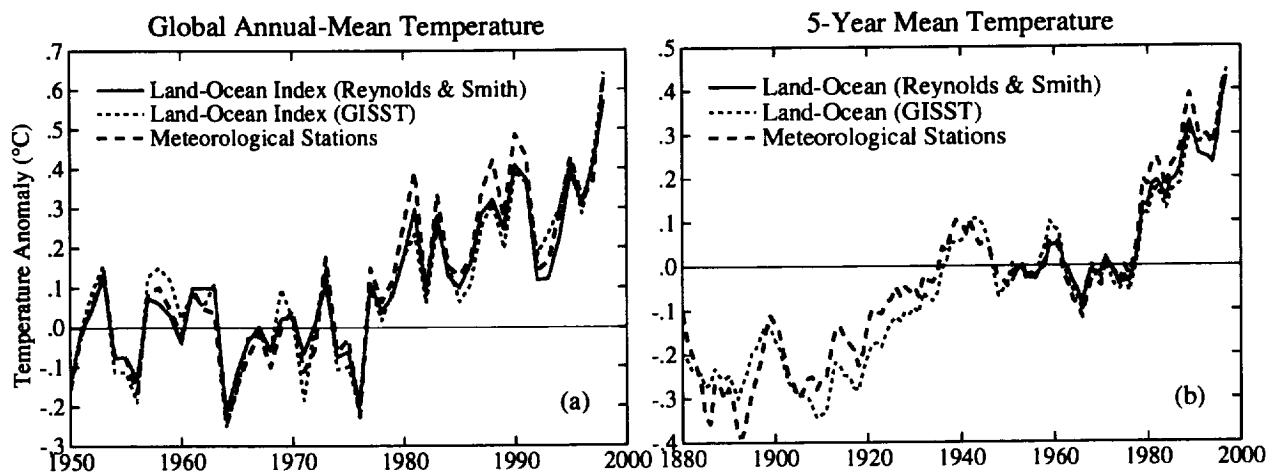 Global Annual-Mean Temperature
.7
.6
.5
.4
.3
.2
.1
.0
-.1
-.2
-.3
Temperature Anomaly (°C)
Land-Ocean Index (Reynolds & Smith)
Land-Ocean Index (GISST)
Meteorological Stations
(a)
1950 1960 1970 1980 1990 2000
5-Year Mean Temperature
.5
.4
.3
.2
.1
.0
-.1
-.2
-.3
-.4
Land-Ocean (Reynolds & Smith)
Land-Ocean (GISST)
Meteorological Stations
(b)
1880 1900 1920 1940 1960 1980 2000